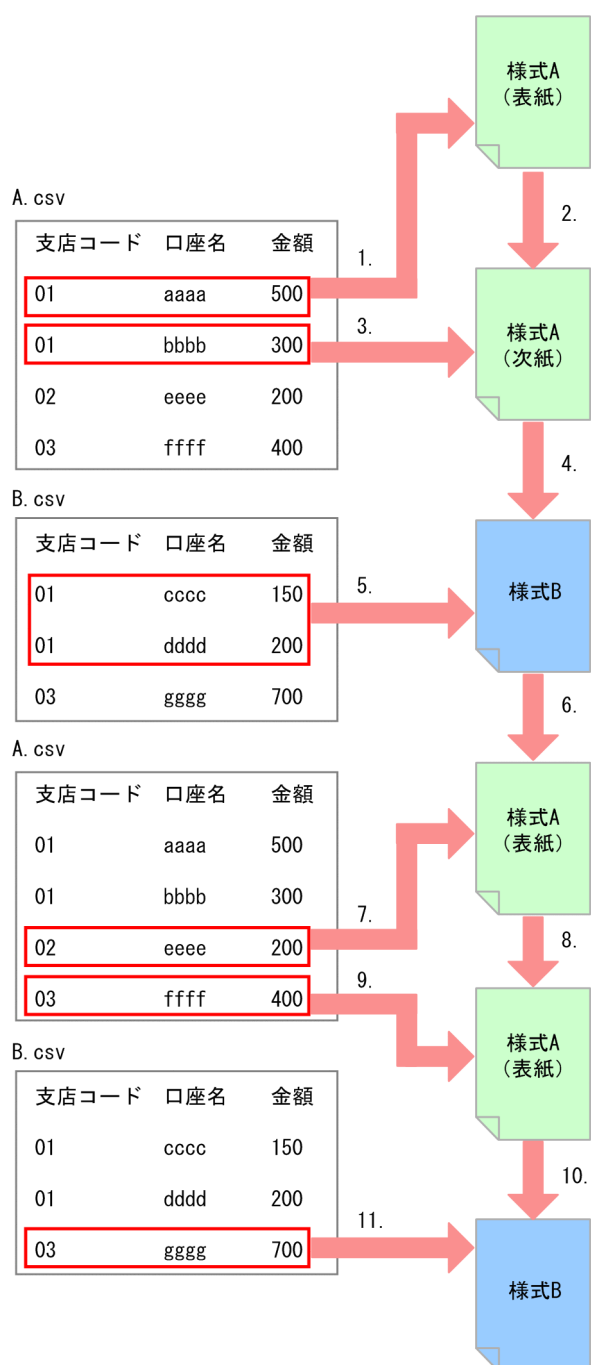 様式A
（表紙）
2.
A.csv
支店コード 口座名 金額
01 aaaa 500
01 bbbb 300
02 eeee 200
03 ffff 400
1.
3.
様式A
（次紙）
4.
B.csv
支店コード 口座名 金額
01 cccc 150
01 dddd 200
03 gggg 700
5.
様式B
6.
A.csv
支店コード 口座名 金額
01 aaaa 500
01 bbbb 300
02 eeee 200
03 ffff 400
7.
様式A
（表紙）
8.
9.
様式A
（表紙）
10.
B.csv
支店コード 口座名 金額
01 cccc 150
01 dddd 200
03 gggg 700
11.
様式B